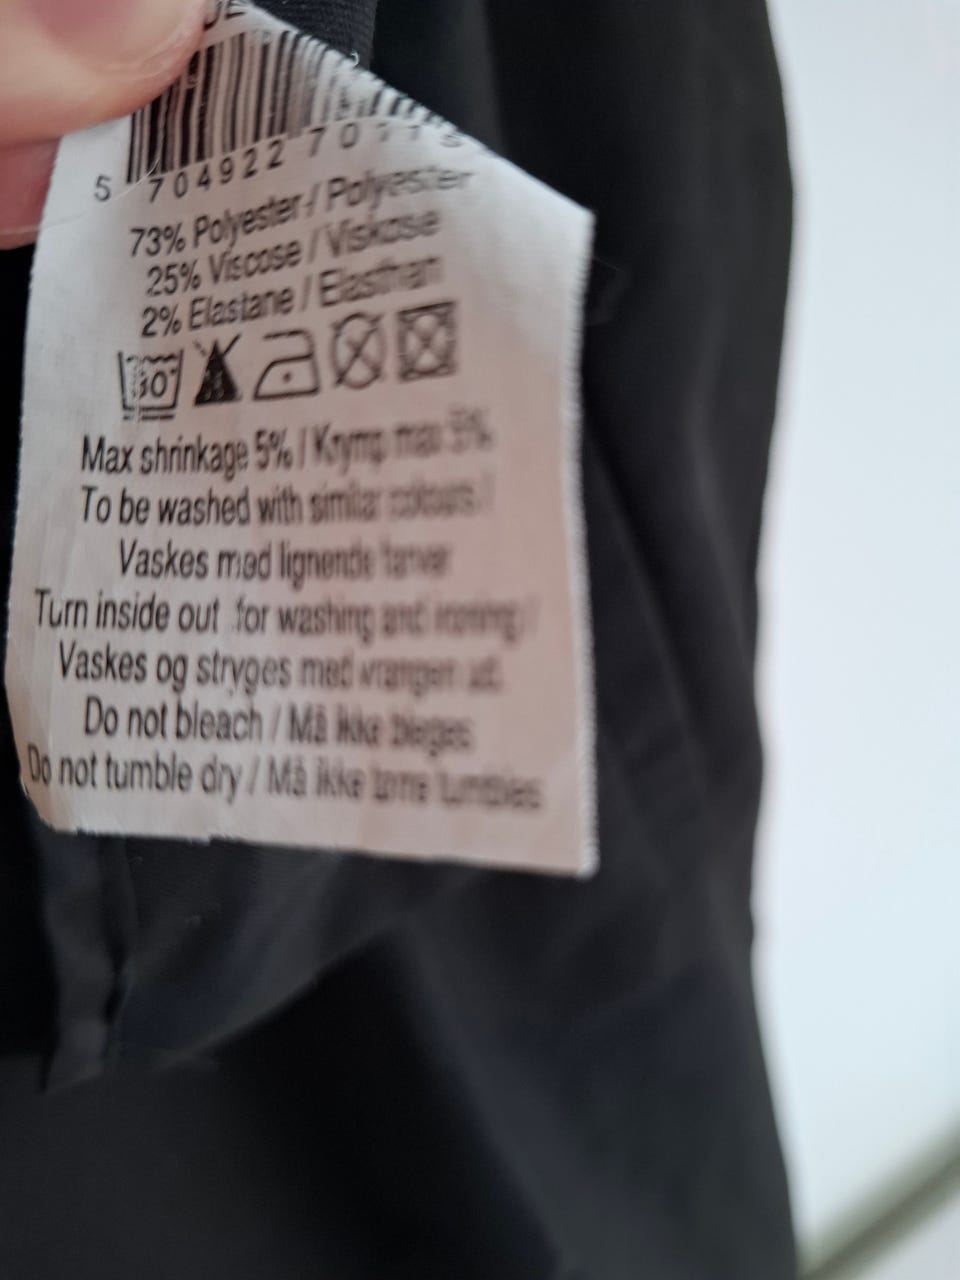 5 704922 70
73% Polyester / Polyester
25% Viscose / Viskose
2% Elastane / Elasthan
30°
Max shrinkage 5% / Krymp max 5%
To be washed with similar colours /
Vaskes med lignende farver
Turn inside out for washing and ironing /
Vaskes og stryges med vrangen ud.
Do not bleach / Må ikke bleges
Do not tumble dry / Må ikke tørre tumbles